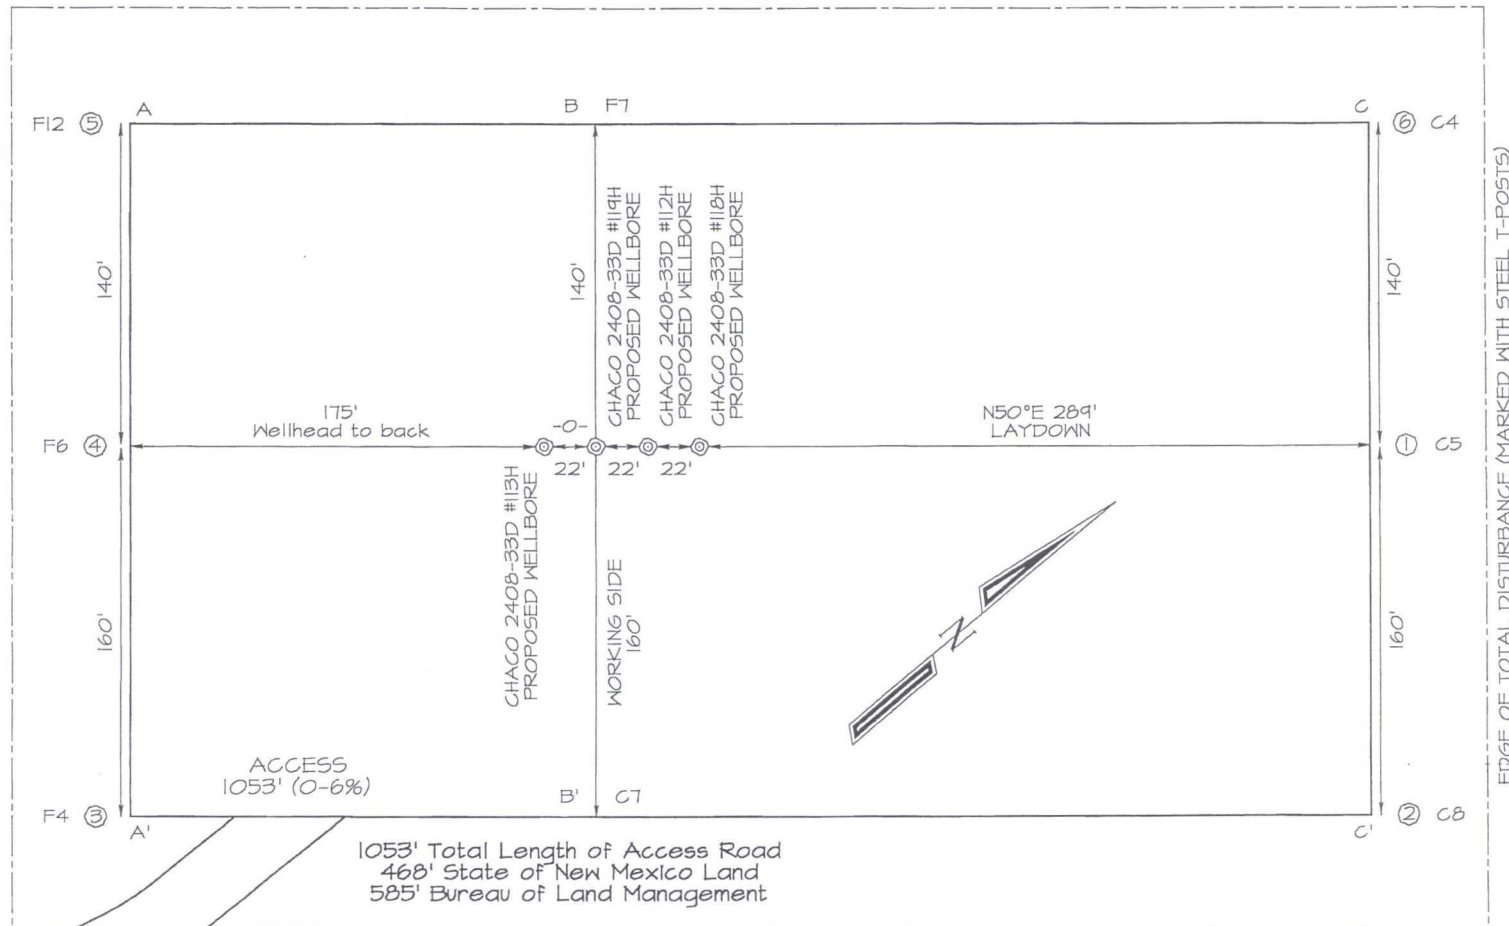 A
B F7
C
F12 5
6 C4
140'
140'
140'
CHACO 2408-33D #119H
PROPOSED WELLBORE
CHACO 2408-33D #112H
PROPOSED WELLBORE
CHACO 2408-33D #118H
PROPOSED WELLBORE
EDGE OF TOTAL DISTURBANCE (MARKED WITH STEEL T-POSTS)
175'
Wellhead to back
-0-
N50°E 289'
LAYDOWN
F6 4
1 C5
22' 22' 22'
CHACO 2408-33D #113H
PROPOSED WELLBORE
WORKING SIDE
160'
160'
160'
N
ACCESS
1053' (0-6%)
B' C7
F4 3
2 C8
A'
C'
1053' Total Length of Access Road
468' State of New Mexico Land
585' Bureau of Land Management